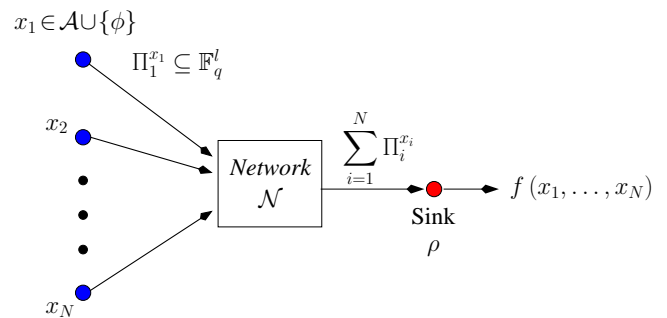 x_1 ∈ A ∪ {ϕ}
Π_1^{x_1} ⊆ F_q^l
x_2
Network
N
∑_{i=1}^{N} Π_i^{x_i}
f (x_1, . . . , x_N)
Sink
ρ
x_N